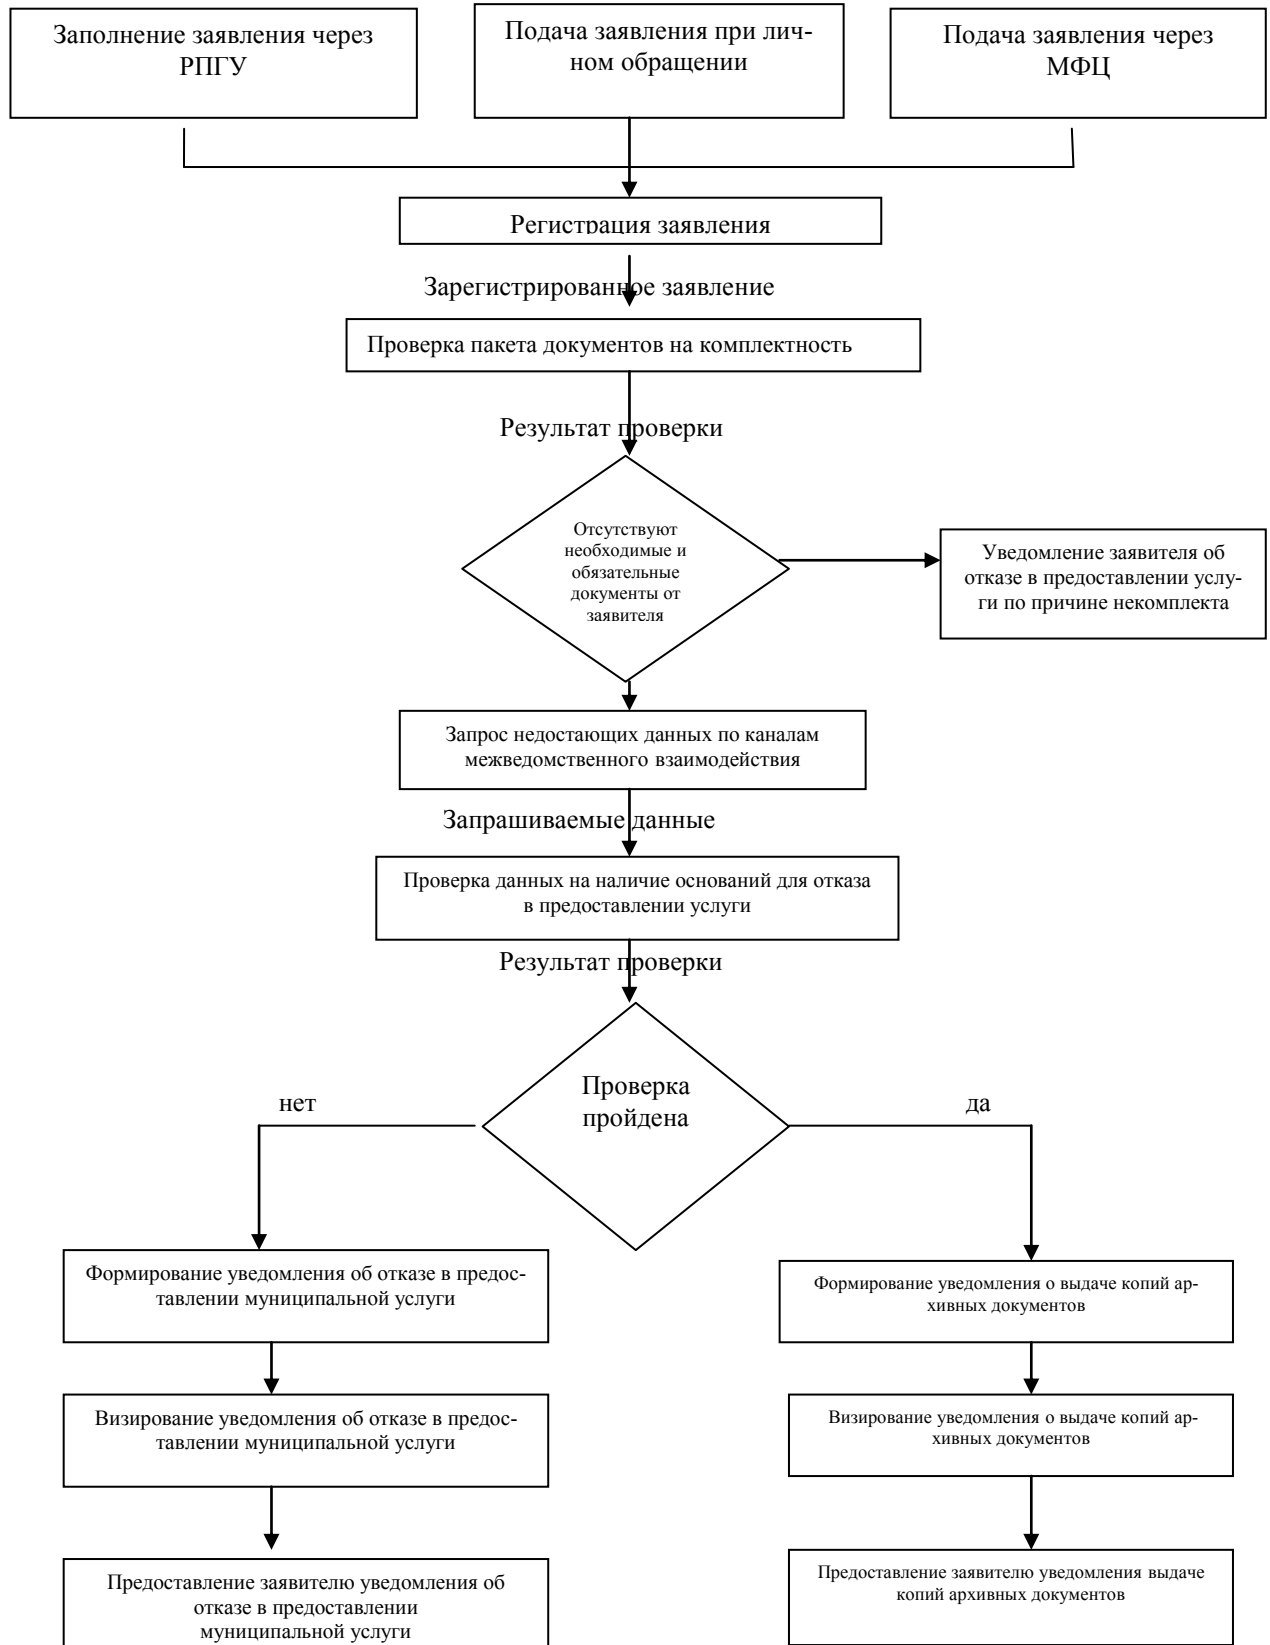 Заполнение заявления через
РПГУ
Подача заявления при лич-
ном обращении
Подача заявления через
МФЦ
Регистрация заявления
Зарегистрированное заявление
Проверка пакета документов на комплектность
Результат проверки
Отсутствуют
необходимые и
обязательные
документы от
заявителя
Уведомление заявителя об
отказе в предоставлении услу-
ги по причине некомплекта
Запрос недостающих данных по каналам
межведомственного взаимодействия
Запрашиваемые данные
Проверка данных на наличие оснований для отказа
в предоставлении услуги
Результат проверки
Проверка
пройдена
нет
да
Формирование уведомления об отказе в предос-
тавлении муниципальной услуги
Формирование уведомления о выдаче копий ар-
хивных документов
Визирование уведомления об отказе в предос-
тавлении муниципальной услуги
Визирование уведомления о выдаче копий ар-
хивных документов
Предоставление заявителю уведомления об
отказе в предоставлении
муниципальной услуги
Предоставление заявителю уведомления выдаче
копий архивных документов